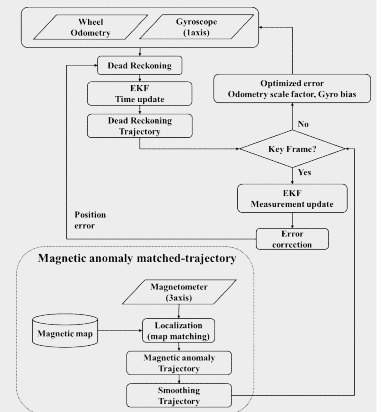 Wheel
Odometry
Gyroscope
(1axis)
Dead Reckoning
EKF
Time update
Dead Reckoning
Trajectory
Optimized error
Odometry scale factor, Gyro bias
No
Key Frame?
Yes
EKF
Measurement update
Position
error
Error
correction
Magnetic anomaly matched-trajectory
Magnetometer
(3axis)
Magnetic map
Localization
(map matching)
Magnetic anomaly
Trajectory
Smoothing
Trajectory